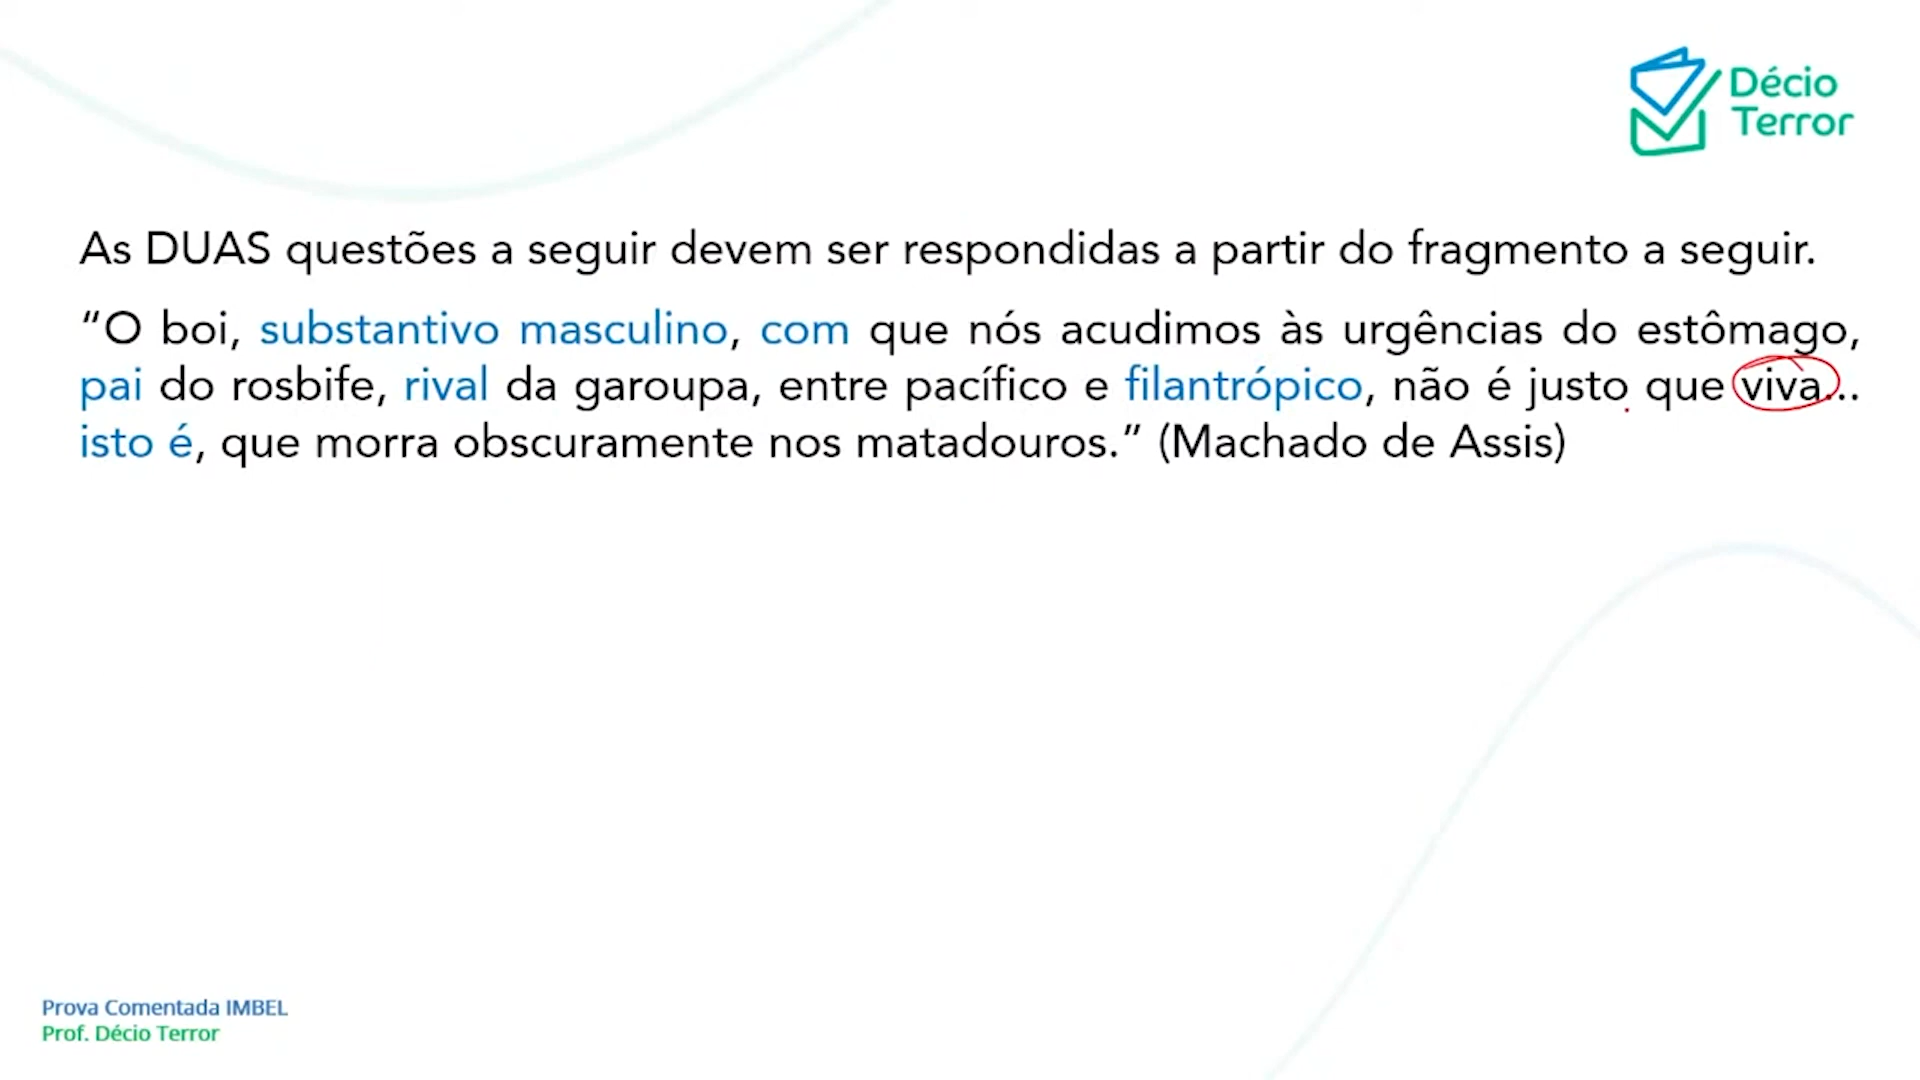 Décio
Terror
As DUAS questões a seguir devem ser respondidas a partir do fragmento a seguir.
“O boi, substantivo masculino, com que nós acudimos às urgências do estômago,
pai do rosbife, rival da garoupa, entre pacífico e filantrópico, não é justo que viva...
isto é, que morra obscuramente nos matadouros.” (Machado de Assis)
Prova Comentada IMBEL
Prof. Décio Terror